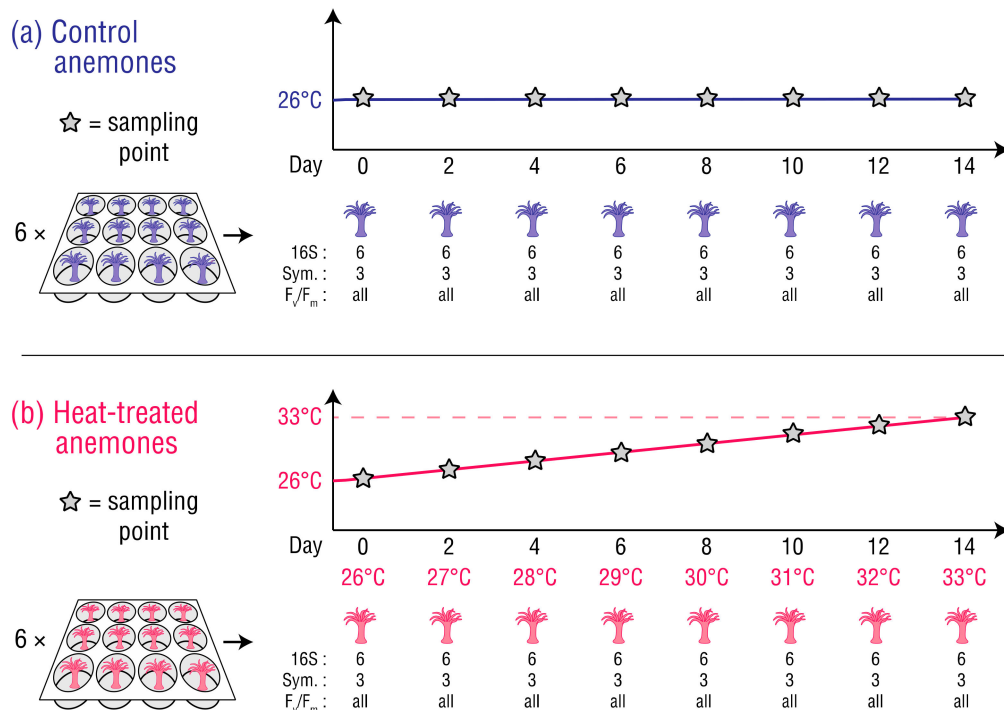 (a) Control
anemones
☆ = sampling
point
6 ×
26°C
Day 0 2 4 6 8 10 12 14
16S : 6 6 6 6 6 6 6 6
Sym. : 3 3 3 3 3 3 3 3
Fv/Fm : all all all all all all all all
(b) Heat-treated
anemones
☆ = sampling
point
6 ×
33°C
26°C
Day 0 2 4 6 8 10 12 14
26°C 27°C 28°C 29°C 30°C 31°C 32°C 33°C
16S : 6 6 6 6 6 6 6 6
Sym. : 3 3 3 3 3 3 3 3
Fv/Fm : all all all all all all all all